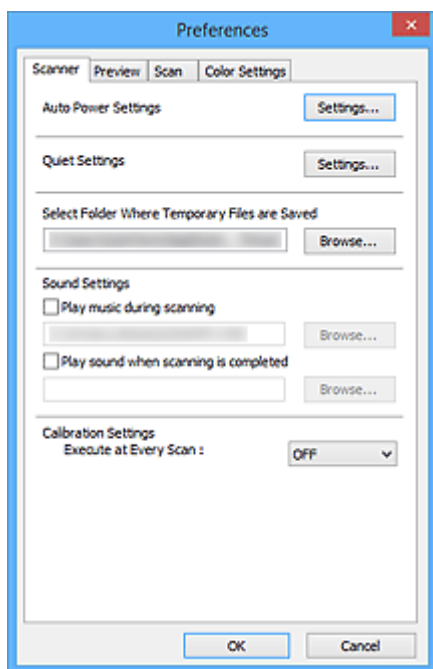 Preferences
Scanner Preview Scan Color Settings
Auto Power Settings Settings...
Quiet Settings Settings...
Select Folder Where Temporary Files are Saved
Browse...
Sound Settings
Play music during scanning
Browse...
Play sound when scanning is completed
Browse...
Calibration Settings
Execute at Every Scan : OFF
OK Cancel